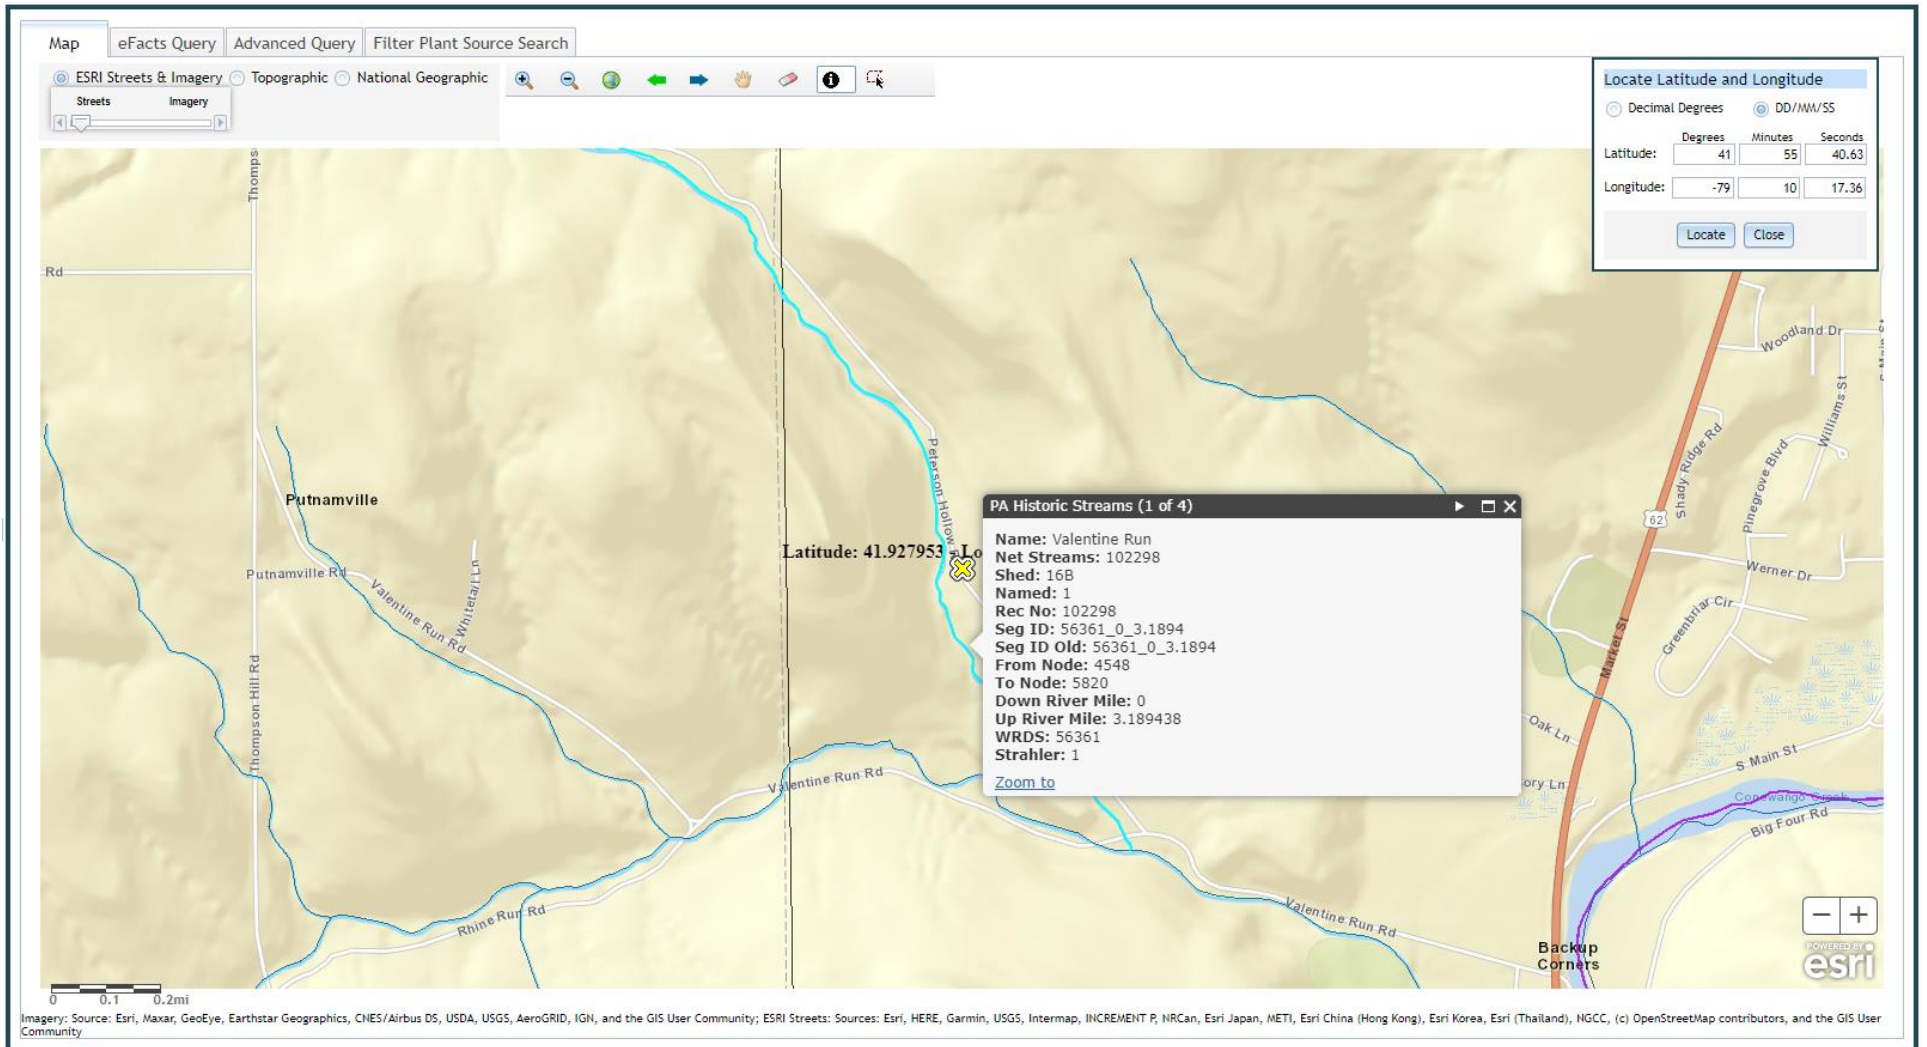 Map eFacts Query Advanced Query Filter Plant Source Search
ESRI Streets & Imagery Topographic National Geographic
Streets Imagery
Locate Latitude and Longitude
Decimal Degrees DD/MM/SS
Degrees Minutes Seconds
Latitude: 41 55 40.63
Longitude: -79 10 17.36
Locate Close
Rd
Thompson Hill Rd
Putnamville
Putnamville Rd
Valentine Run Rd
Whitetail Ln
Peterson Hollow
Latitude: 41.927953 - Lo
PA Historic Streams (1 of 4)
Name: Valentine Run
Net Streams: 102298
Shed: 16B
Named: 1
Rec No: 102298
Seg ID: 56361_0_3.1894
Seg ID Old: 56361_0_3.1894
From Node: 4548
To Node: 5820
Down River Mile: 0
Up River Mile: 3.189438
WRDS: 56361
Strahler: 1
Zoom to
Woodland Dr
S Main St
Williams St
Shady Ridge Rd
Pinegrove Blvd
62
Werner Dr
Greenbriar Cir
Market St
Oak Ln
S Main St
ory Ln
Conewango Creek
Big Four Rd
Valentine Run Rd
Rhine Run Rd
Valentine Run Rd
Backup
Corners
POWERED BY
esri
0 0.1 0.2mi
Imagery: Source: Esri, Maxar, GeoEye, Earthstar Geographics, CNES/Airbus DS, USDA, USGS, AeroGRID, IGN, and the GIS User Community; ESRI Streets: Sources: Esri, HERE, Garmin, USGS, Intermap, INCREMENT P, NRCan, Esri Japan, METI, Esri China (Hong Kong), Esri Korea, Esri (Thailand), NGCC, (c) OpenStreetMap contributors, and the GIS User
Community